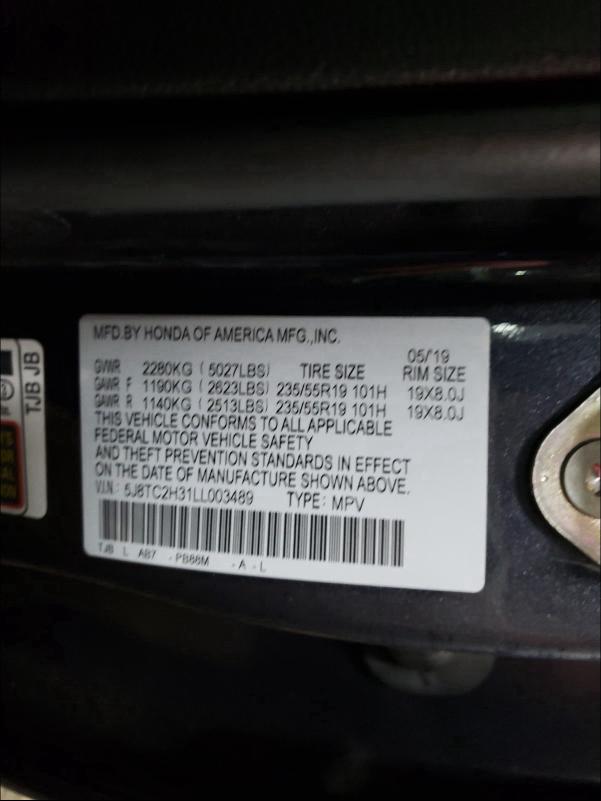 MFD.BY HONDA OF AMERICA MFG.,INC.
05/19
GVWR 2280KG ( 5027LBS) TIRE SIZE RIM SIZE
GAWR F 1190KG ( 2623LBS) 235/55R19 101H 19X8.0J
GAWR R 1140KG ( 2513LBS) 235/55R19 101H 19X8.0J
THIS VEHICLE CONFORMS TO ALL APPLICABLE
FEDERAL MOTOR VEHICLE SAFETY
AND THEFT PREVENTION STANDARDS IN EFFECT
ON THE DATE OF MANUFACTURE SHOWN ABOVE.
V.I.N.: 5J8TC2H31LL003489 TYPE: MPV
TJB L AB7 -PB88M -A-L
TJB JB